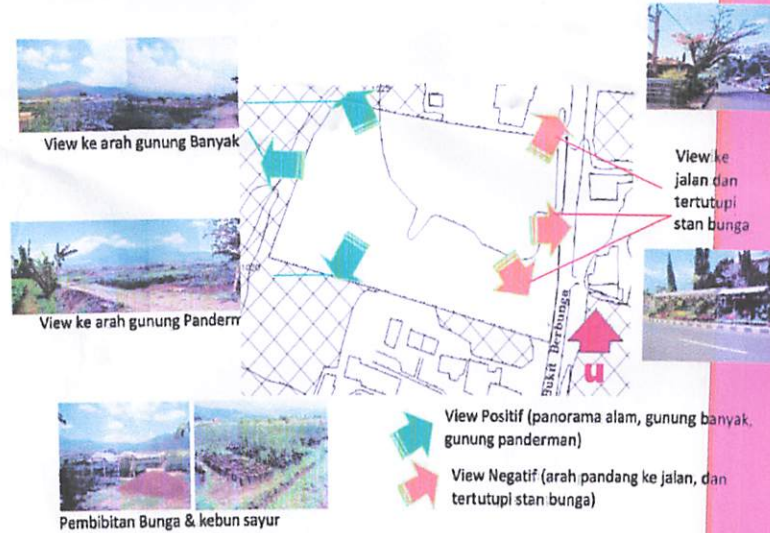 View ke arah gunung Banyak
View ke arah gunung Panderm
View ke
jalan dan
tertutupi
stan bunga
Bukit Berbunga
u
View Positif (panorama alam, gunung banyak,
gunung panderman)
View Negatif (arah pandang ke jalan, dan
tertutupi stan bunga)
Pembibitan Bunga & kebun sayur